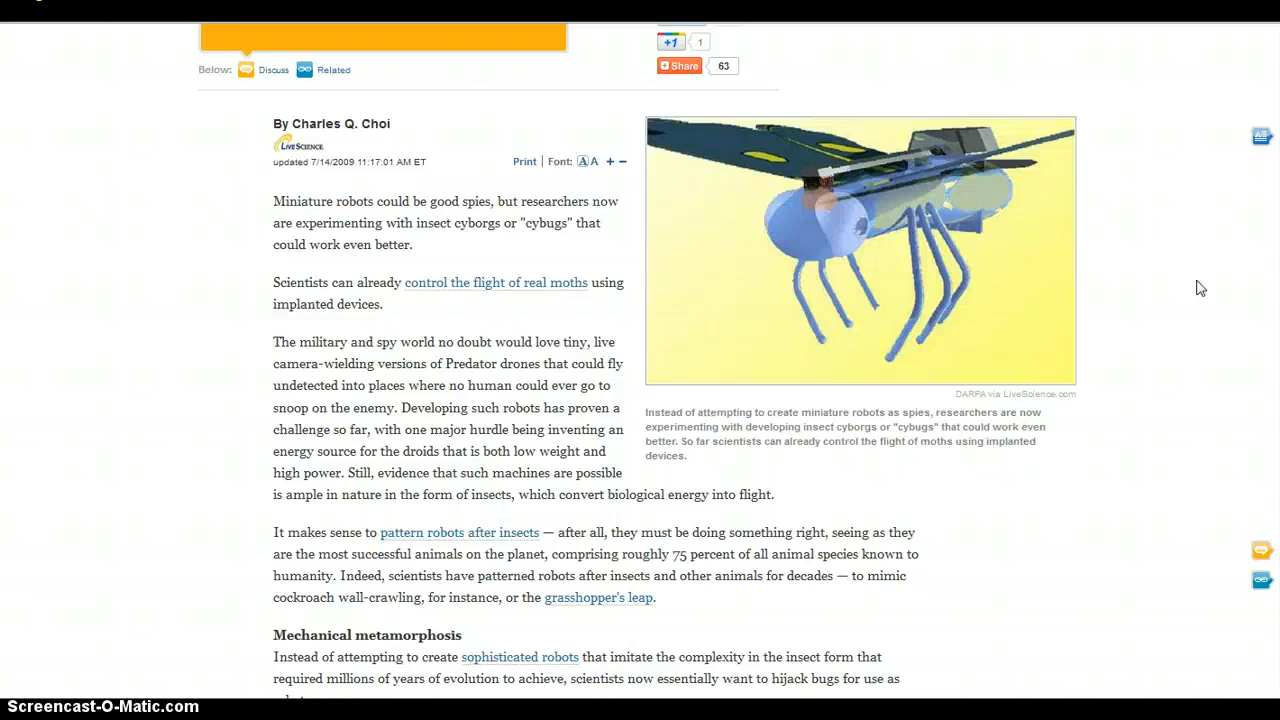 +1 1
Share 63
Below: Discuss Related
By Charles Q. Choi
LIVESCIENCE
updated 7/14/2009 11:17:01 AM ET
Print | Font: A A + −
Miniature robots could be good spies, but researchers now
are experimenting with insect cyborgs or "cybugs" that
could work even better.
Scientists can already control the flight of real moths using
implanted devices.
The military and spy world no doubt would love tiny, live
camera-wielding versions of Predator drones that could fly
undetected into places where no human could ever go to
snoop on the enemy. Developing such robots has proven a
challenge so far, with one major hurdle being inventing an
energy source for the droids that is both low weight and
high power. Still, evidence that such machines are possible
is ample in nature in the form of insects, which convert biological energy into flight.
DARPA via LiveScience.com
Instead of attempting to create miniature robots as spies, researchers are now
experimenting with developing insect cyborgs or "cybugs" that could work even
better. So far scientists can already control the flight of moths using implanted
devices.
It makes sense to pattern robots after insects — after all, they must be doing something right, seeing as they
are the most successful animals on the planet, comprising roughly 75 percent of all animal species known to
humanity. Indeed, scientists have patterned robots after insects and other animals for decades — to mimic
cockroach wall-crawling, for instance, or the grasshopper's leap.
Mechanical metamorphosis
Instead of attempting to create sophisticated robots that imitate the complexity in the insect form that
required millions of years of evolution to achieve, scientists now essentially want to hijack bugs for use as
Screencast-O-Matic.com